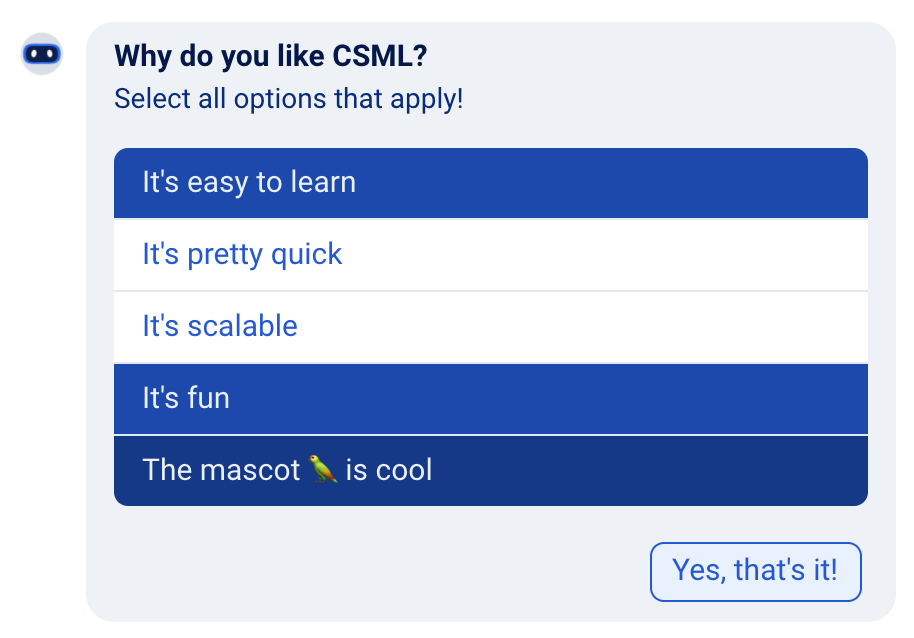 Why do you like CSML?
Select all options that apply!
It's easy to learn
It's pretty quick
It's scalable
It's fun
The mascot 🦜 is cool
Yes, that's it!